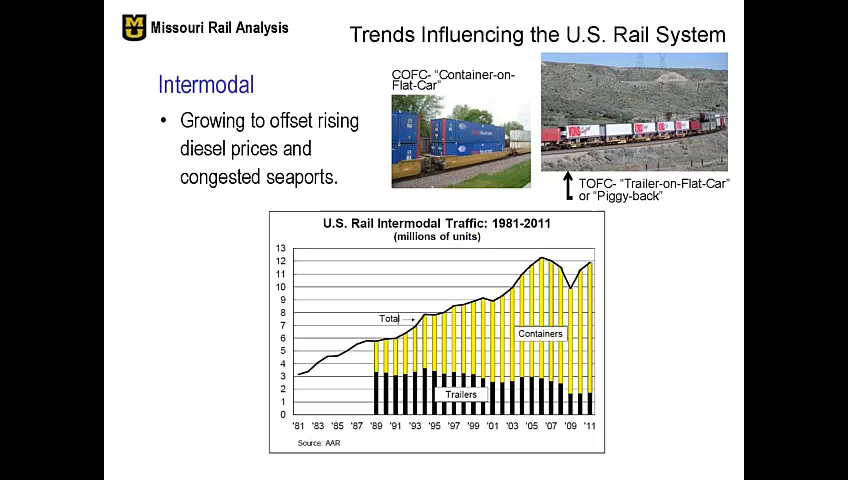 Missouri Rail Analysis
Trends Influencing the U.S. Rail System
Intermodal
• Growing to offset rising
diesel prices and
congested seaports.
COFC- “Container-on-
Flat-Car”
TOFC- “Trailer-on-Flat-Car”
or “Piggy-back”
U.S. Rail Intermodal Traffic: 1981-2011
(millions of units)
13
12
11
10
9
8
7
6
5
4
3
2
1
0
Total
Containers
Trailers
'81 '83 '85 '87 '89 '91 '93 '95 '97 '99 '01 '03 '05 '07 '09 '11
Source: AAR